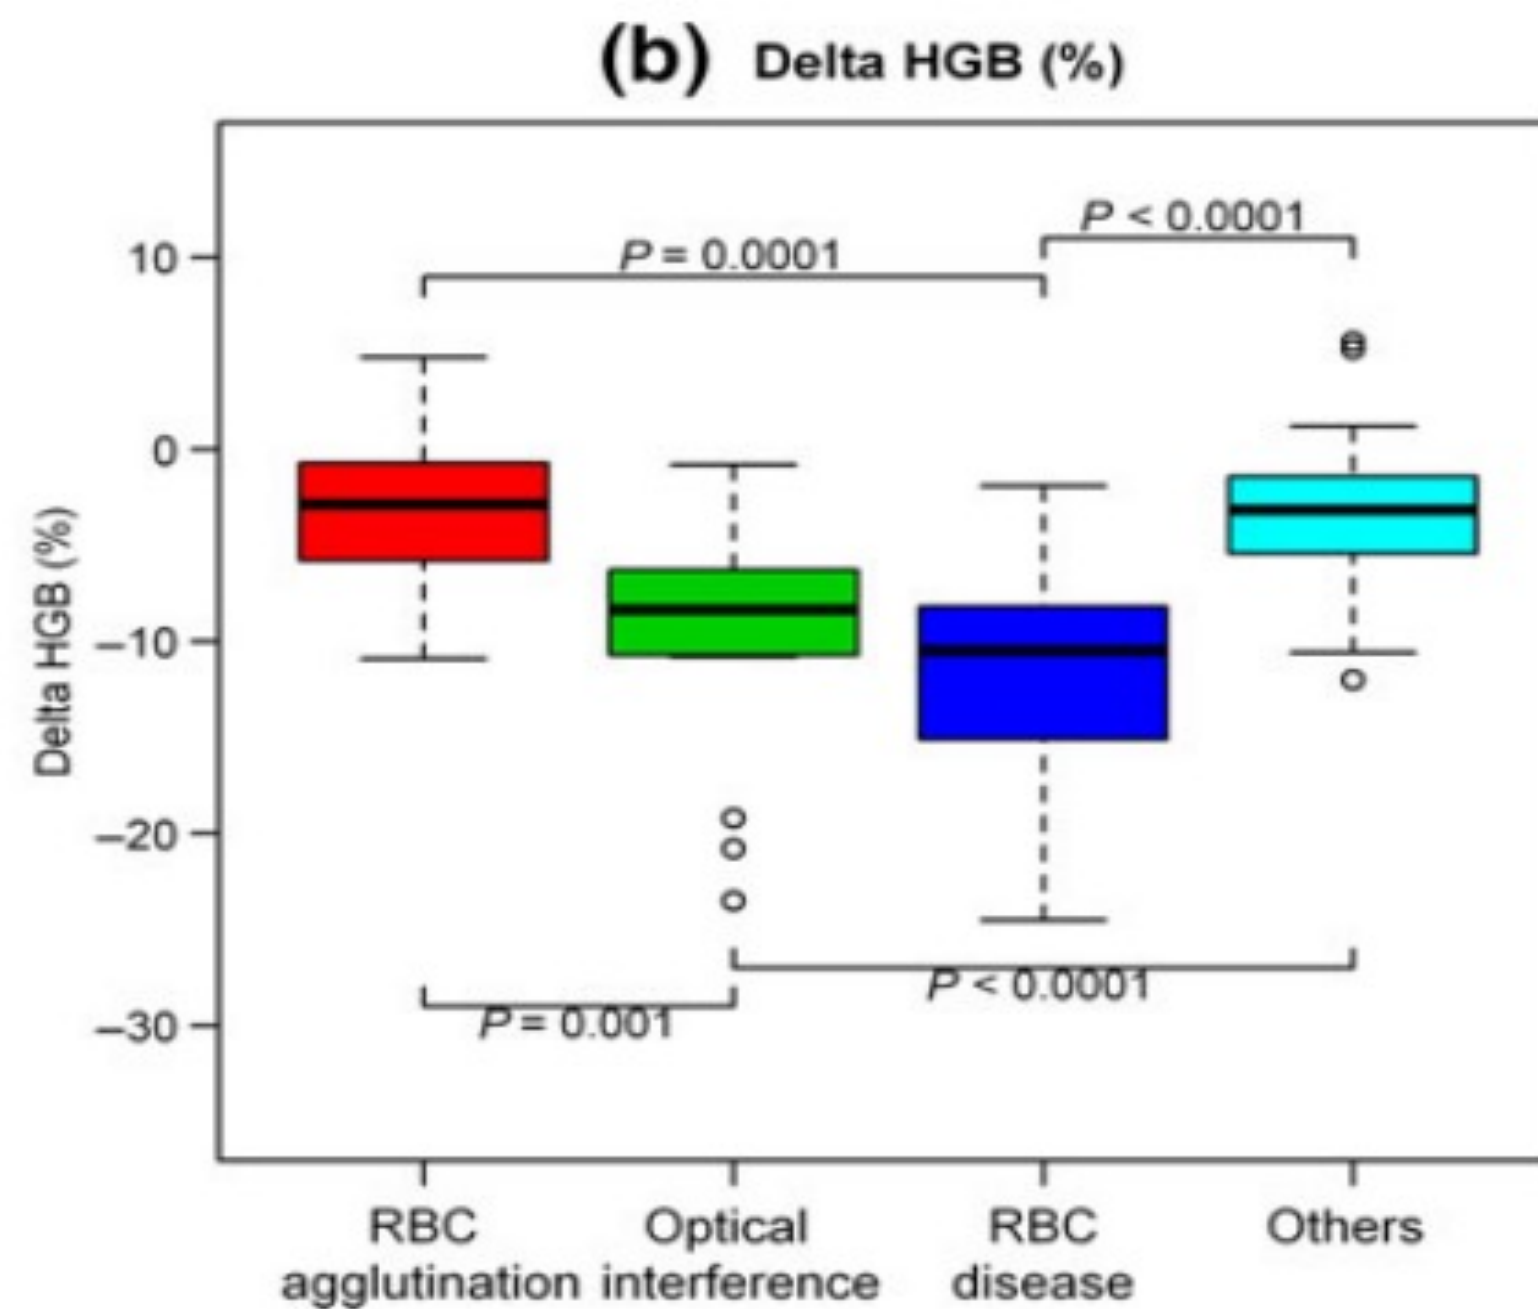 (b) Delta HGB (%)
P < 0.0001
P = 0.0001
10
0
–10
–20
–30
Delta HGB (%)
P < 0.0001
P = 0.001
RBC agglutination
Optical interference
RBC disease
Others